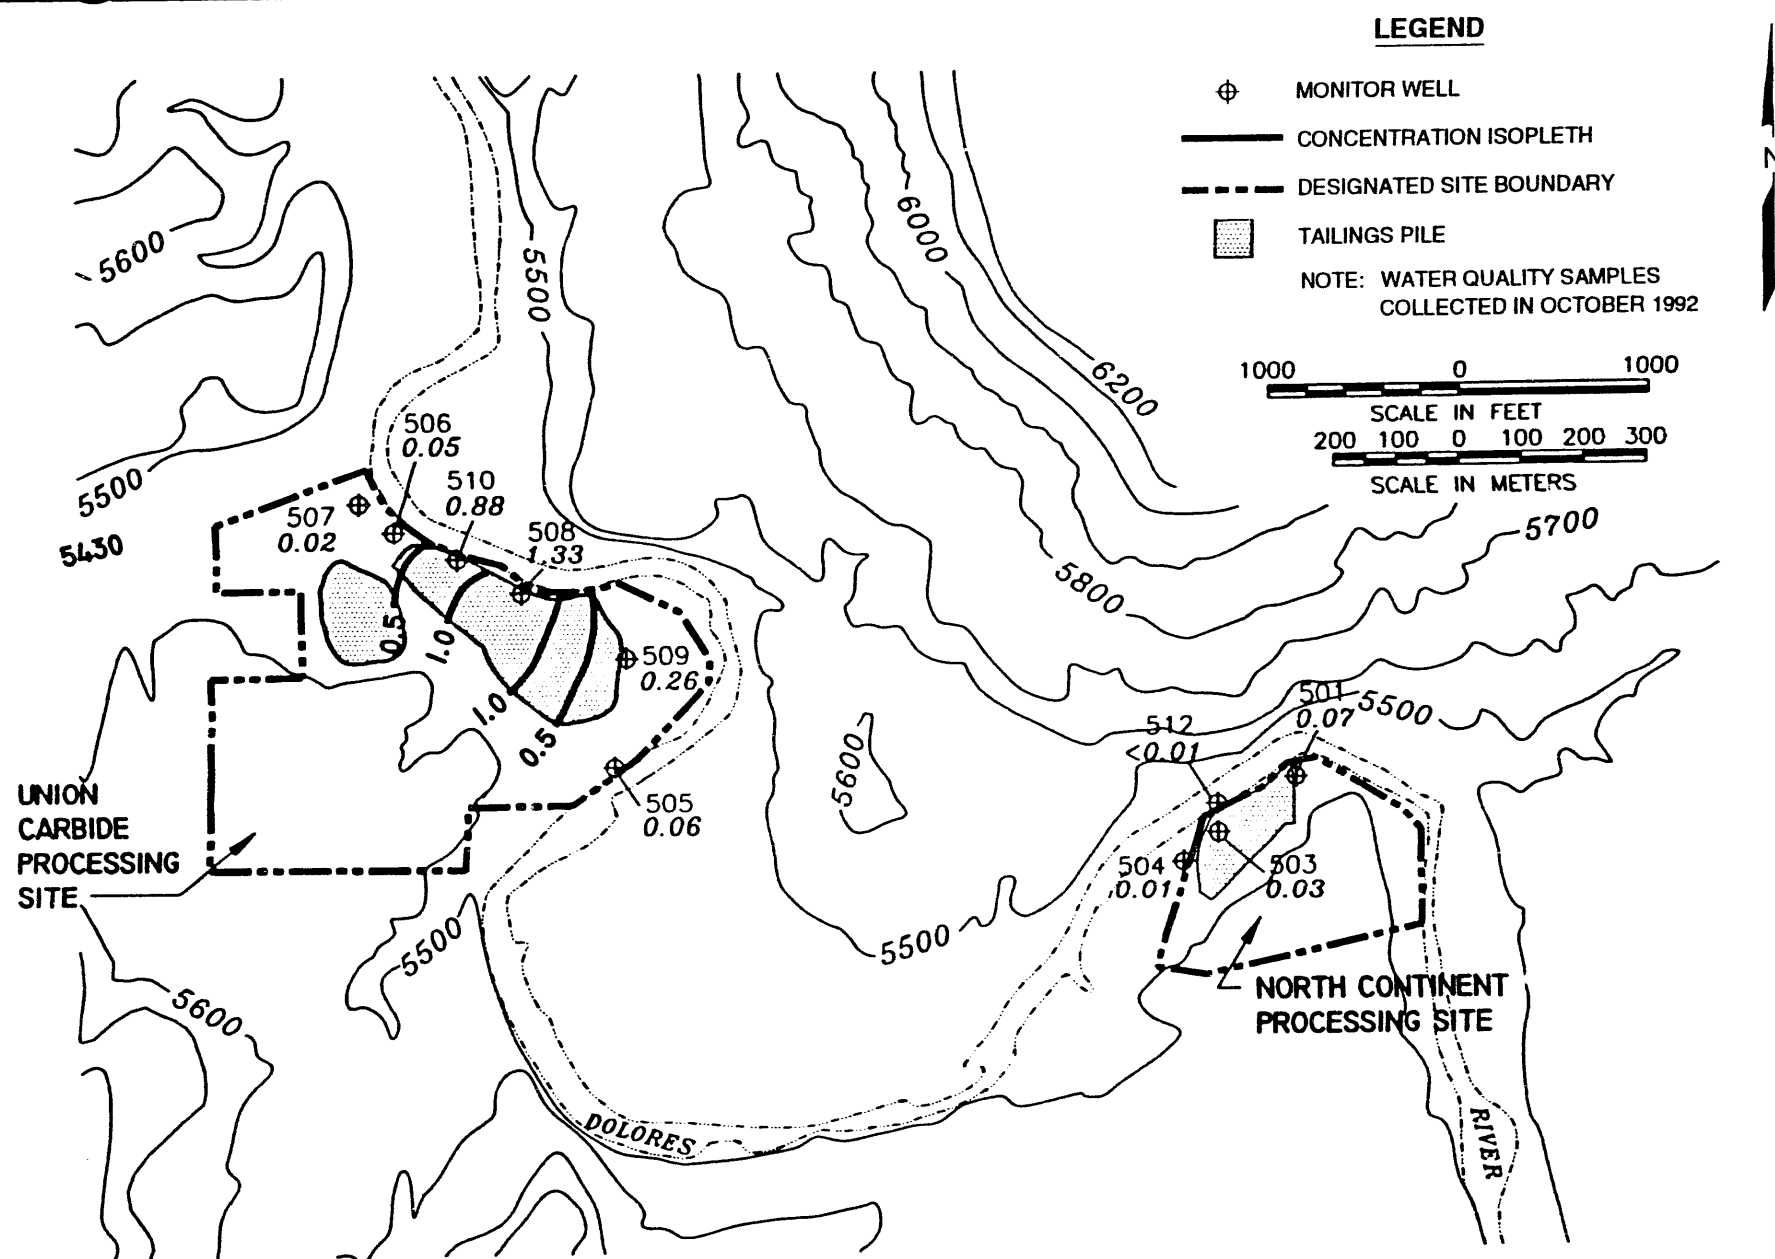 LEGEND
MONITOR WELL
CONCENTRATION ISOPLETH
DESIGNATED SITE BOUNDARY
TAILINGS PILE
NOTE: WATER QUALITY SAMPLES
COLLECTED IN OCTOBER 1992
1000 0 1000
SCALE IN FEET
200 100 0 100 200 300
SCALE IN METERS
N
5600
5500
6000
6200
5500
5430
5700
5800
506
0.05
510
0.88
507
0.02
508
1.33
509
0.26
505
0.06
0.5
1.0
1.0
0.5
501
0.07
5500
512
<0.01
504
0.01
503
0.03
5600
5500
5500
5600
UNION
CARBIDE
PROCESSING
SITE
NORTH CONTINENT
PROCESSING SITE
DOLORES
RIVER